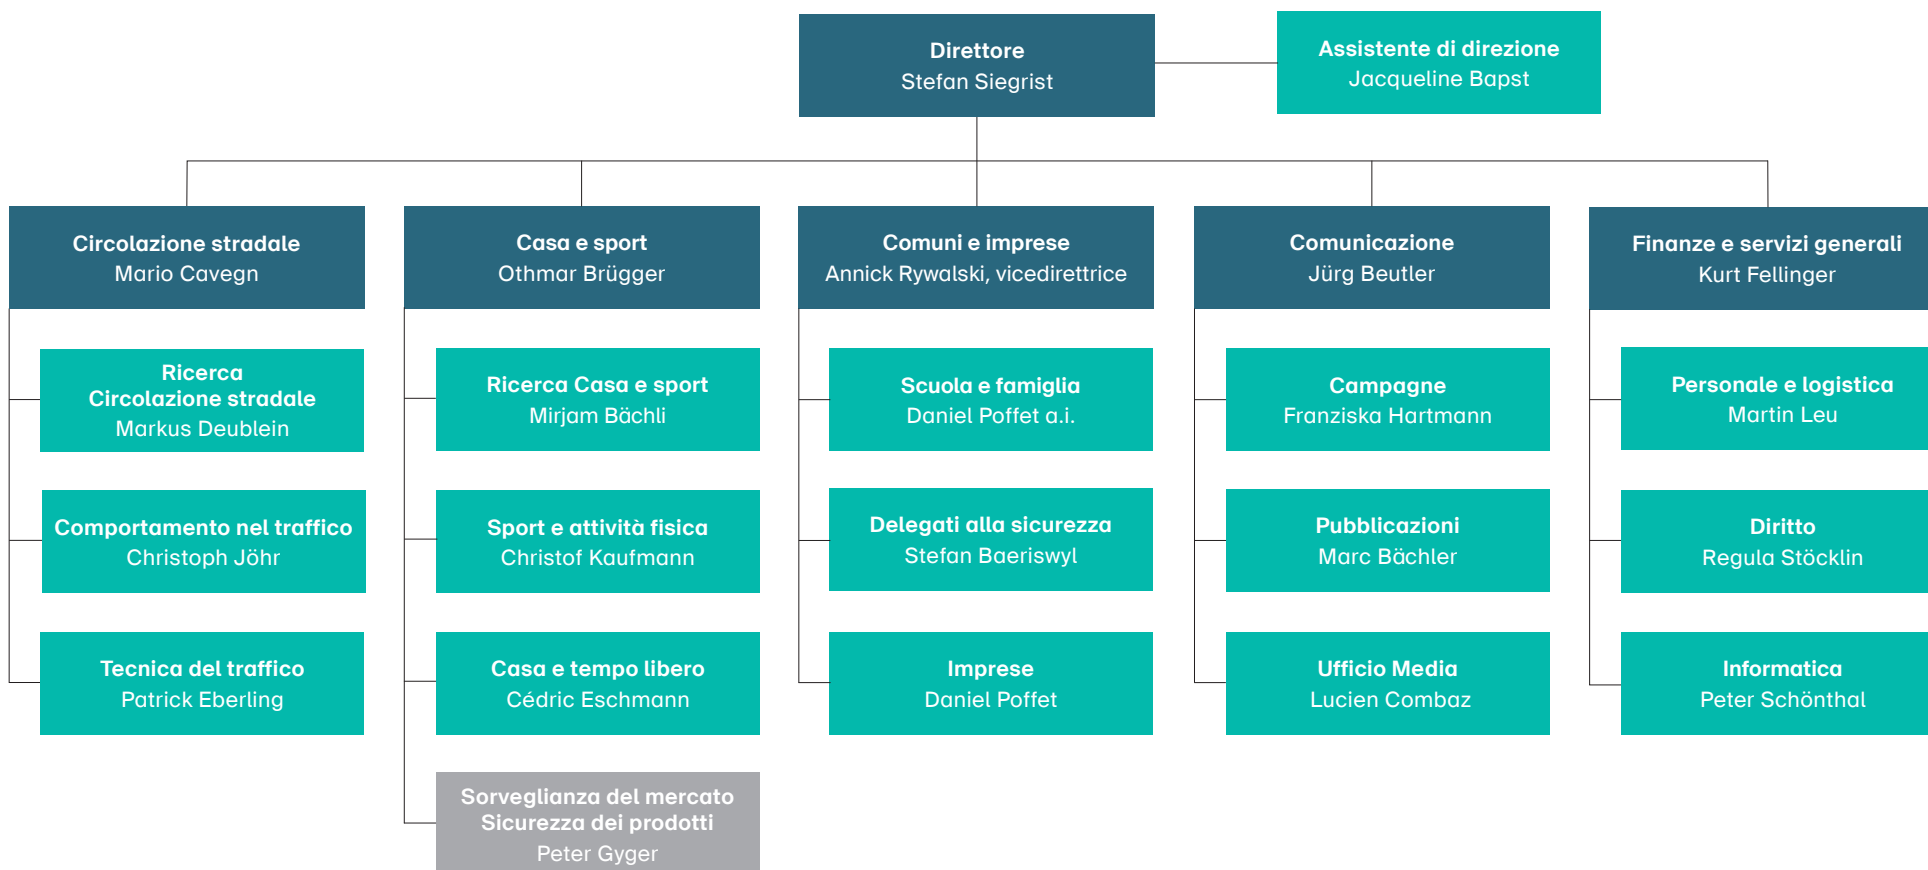 Direttore
Stefan Siegrist
Assistente di direzione
Jacqueline Bapst
Circolazione stradale
Mario Cavegn
Casa e sport
Othmar Brügger
Comuni e imprese
Annick Rywalski, vicedirettrice
Comunicazione
Jürg Beutler
Finanze e servizi generali
Kurt Fellinger
Ricerca
Circolazione stradale
Markus Deublein
Ricerca Casa e sport
Mirjam Bächli
Scuola e famiglia
Daniel Poffet a.i.
Campagne
Franziska Hartmann
Personale e logistica
Martin Leu
Comportamento nel traffico
Christoph Jöhr
Sport e attività fisica
Christof Kaufmann
Delegati alla sicurezza
Stefan Baeriswyl
Pubblicazioni
Marc Bächler
Diritto
Regula Stöcklin
Tecnica del traffico
Patrick Eberling
Casa e tempo libero
Cédric Eschmann
Imprese
Daniel Poffet
Ufficio Media
Lucien Combaz
Informatica
Peter Schönthal
Sorveglianza del mercato
Sicurezza dei prodotti
Peter Gyger